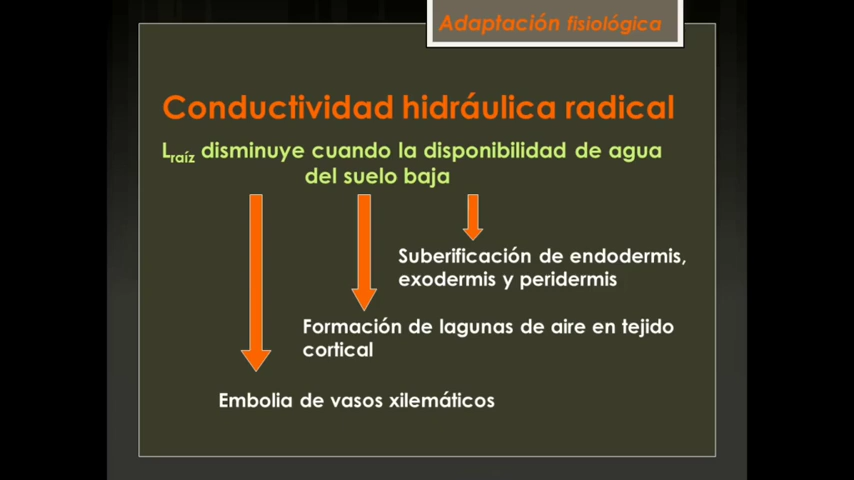 Adaptación fisiológica
Conductividad hidráulica radical
Lraíz disminuye cuando la disponibilidad de agua
del suelo baja
Suberificación de endodermis,
exodermis y peridermis
Formación de lagunas de aire en tejido
cortical
Embolia de vasos xilemáticos